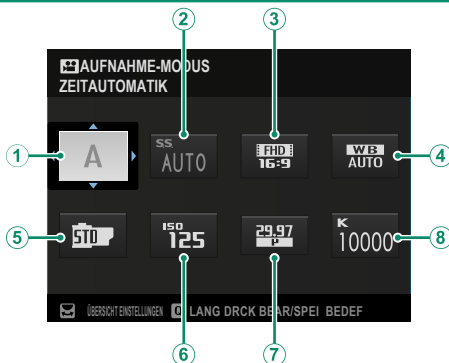 AUFNAHME-MODUS
ZEITAUTOMATIK
2 3
1 A S.S. AUTO FHD 16:9 WB AUTO 4
5 STD ISO 125 29.97 P K 10000 8
ÜBERSICHT EINSTELLUNGEN Q LANG DRCK BEAR/SPEI BEDEF
6 7